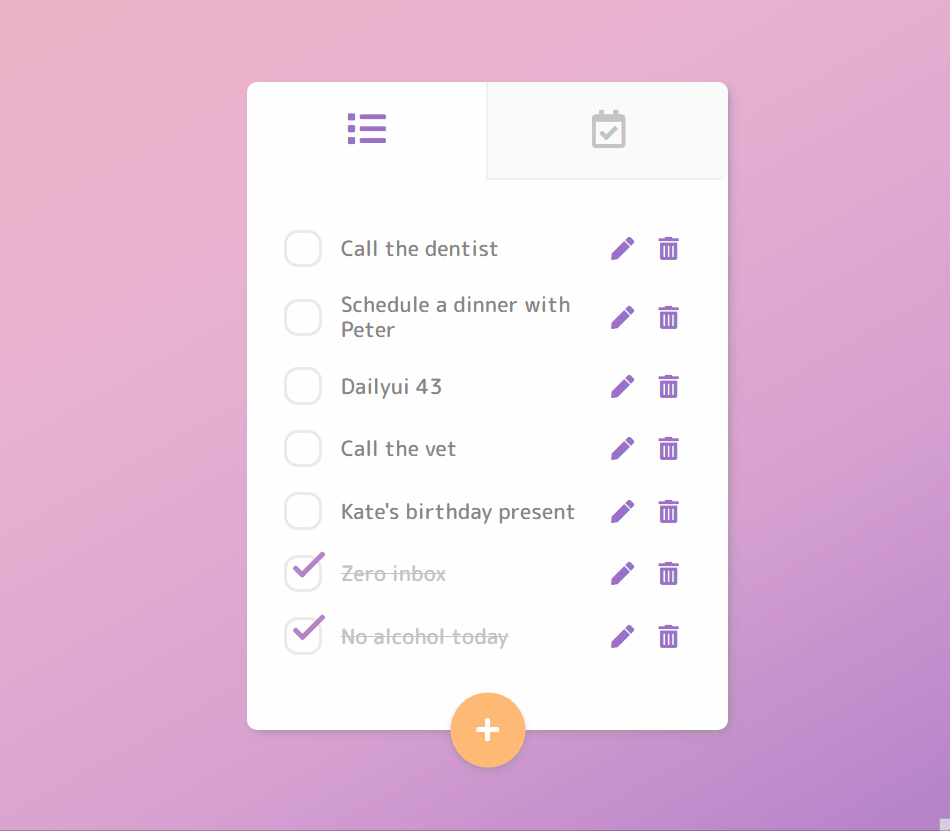 Call the dentist
Schedule a dinner with
Peter
Dailyui 43
Call the vet
Kate's birthday present
Zero inbox
No alcohol today